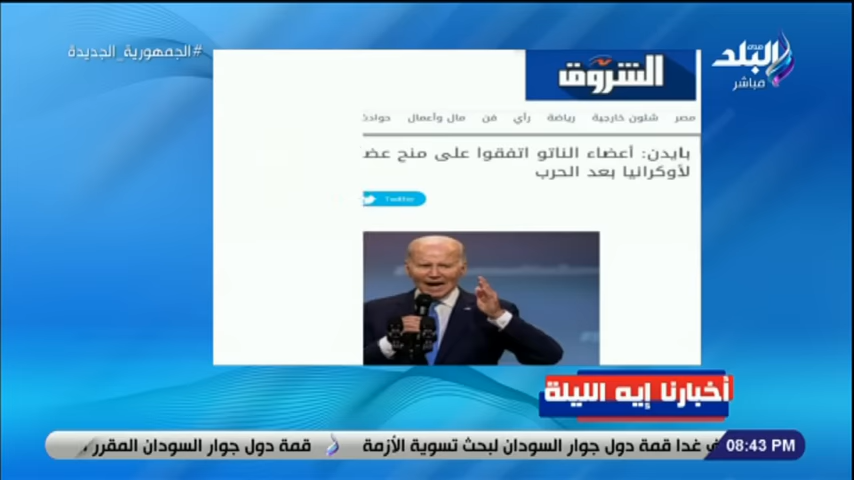 #الجمهورية_الجديدة
صدى
البلد
مباشر
الشروق
مصر شئون خارجية رياضة رأي فن مال وأعمال حوادث
بايدن: أعضاء الناتو اتفقوا على منح
لأوكرانيا بعد الحرب
Twitter
أخبارنا إيه الليلة
غدا قمة دول جوار السودان لبحث تسوية الأزمة قمة دول جوار السودان المقرر
08:43 PM